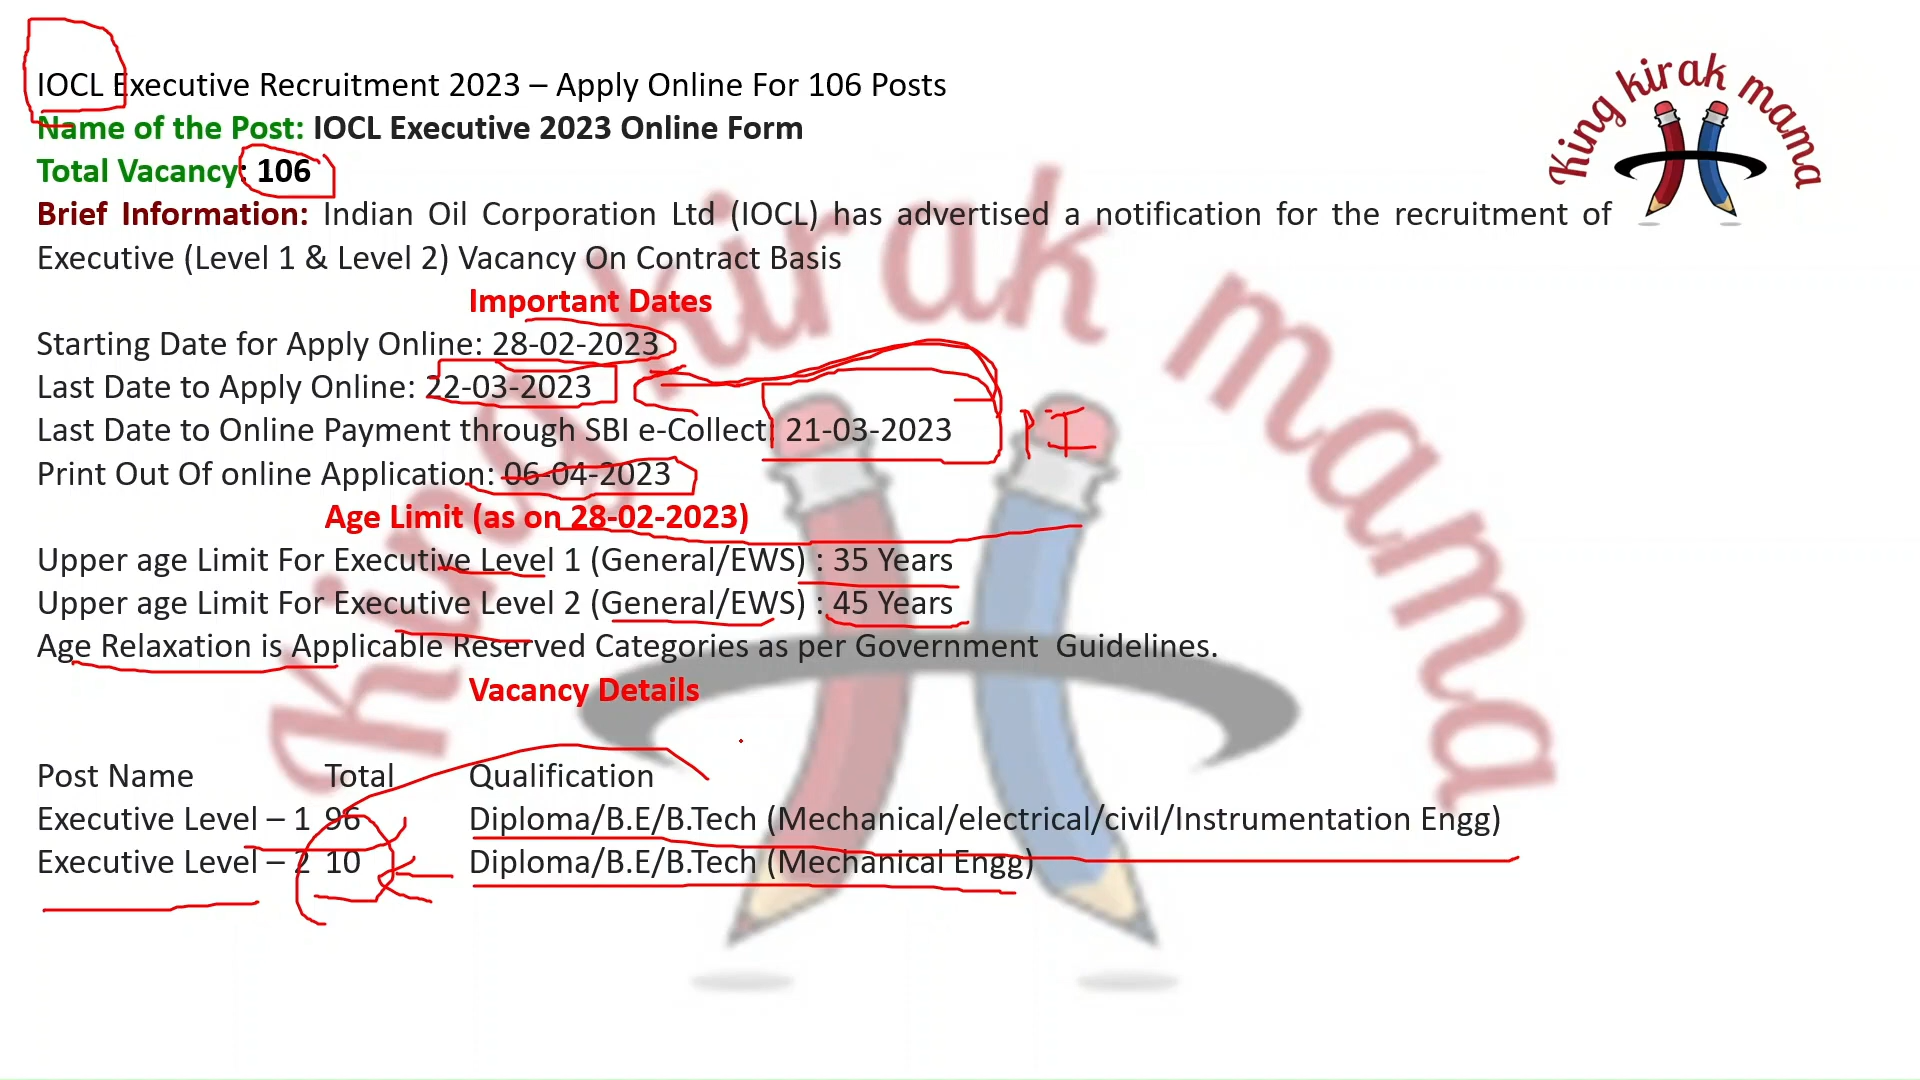 IOCL Executive Recruitment 2023 – Apply Online For 106 Posts
Name of the Post: IOCL Executive 2023 Online Form
Total Vacancy: 106
Brief Information: Indian Oil Corporation Ltd (IOCL) has advertised a notification for the recruitment of
Executive (Level 1 & Level 2) Vacancy On Contract Basis
Important Dates
Starting Date for Apply Online: 28-02-2023
Last Date to Apply Online: 22-03-2023
Last Date to Online Payment through SBI e-Collect: 21-03-2023
Print Out Of online Application: 06-04-2023
Age Limit (as on 28-02-2023)
Upper age Limit For Executive Level 1 (General/EWS) : 35 Years
Upper age Limit For Executive Level 2 (General/EWS) : 45 Years
Age Relaxation is Applicable Reserved Categories as per Government Guidelines.
Vacancy Details
Post Name Total Qualification
Executive Level – 1 96 Diploma/B.E/B.Tech (Mechanical/electrical/civil/Instrumentation Engg)
Executive Level – 2 10 Diploma/B.E/B.Tech (Mechanical Engg)
King kirak mama
King kirak mama